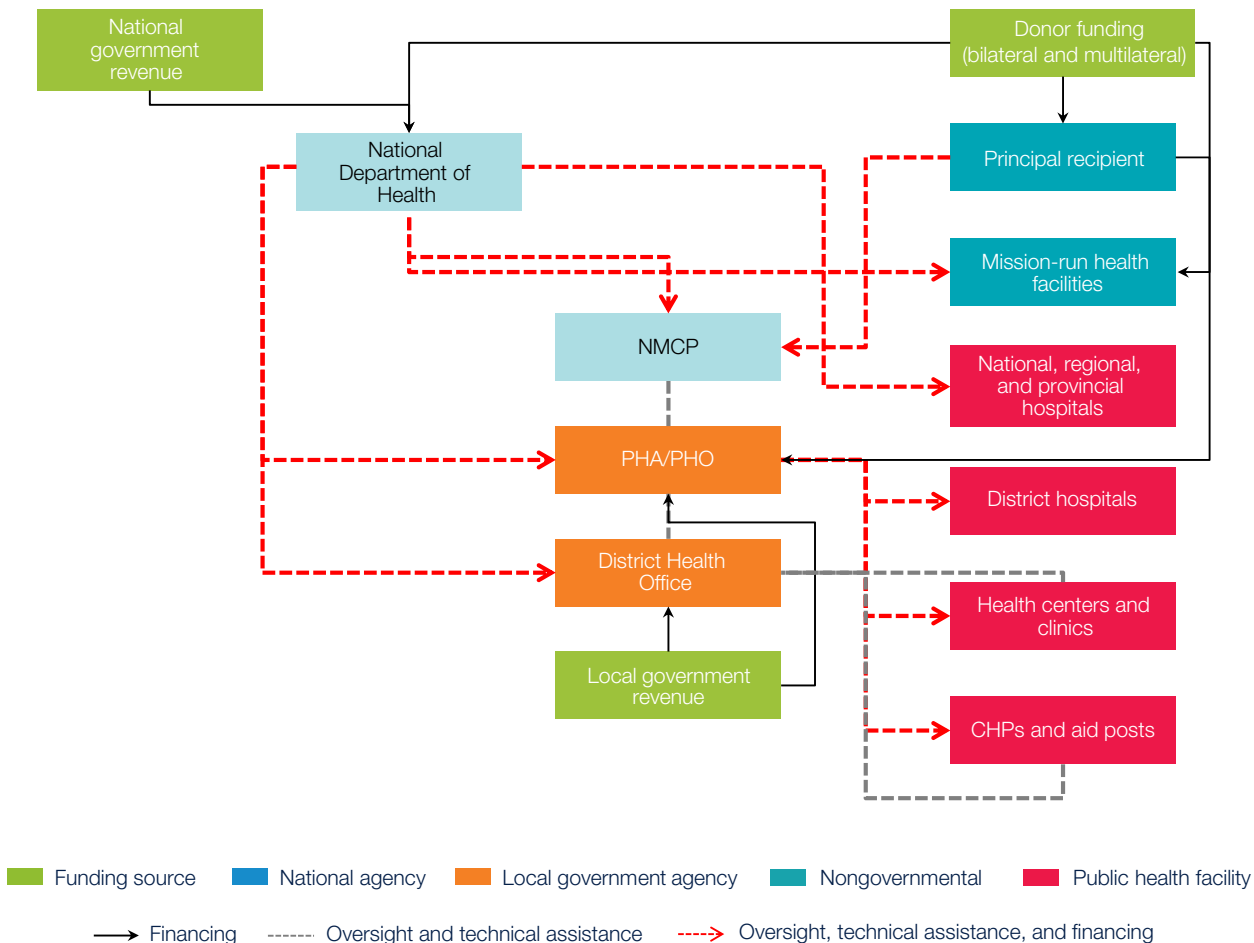 National
government
revenue
Donor funding
(bilateral and multilateral)
National
Department of
Health
Principal recipient
Mission-run health
facilities
NMCP
National, regional,
and provincial
hospitals
PHA/PHO
District hospitals
District Health
Office
Health centers and
clinics
Local government
revenue
CHPs and aid posts
Funding source
National agency
Local government agency
Nongovernmental
Public health facility
Financing
Oversight and technical assistance
Oversight, technical assistance, and financing